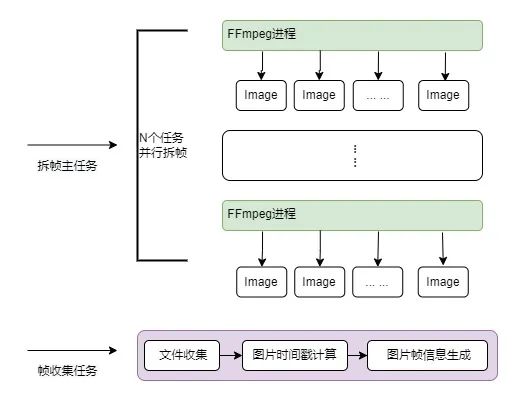 FFmpeg进程
Image
Image
... ...
Image
N个任务
并行拆帧
拆帧主任务
FFmpeg进程
Image
Image
... ...
Image
帧收集任务
文件收集
图片时间戳计算
图片帧信息生成